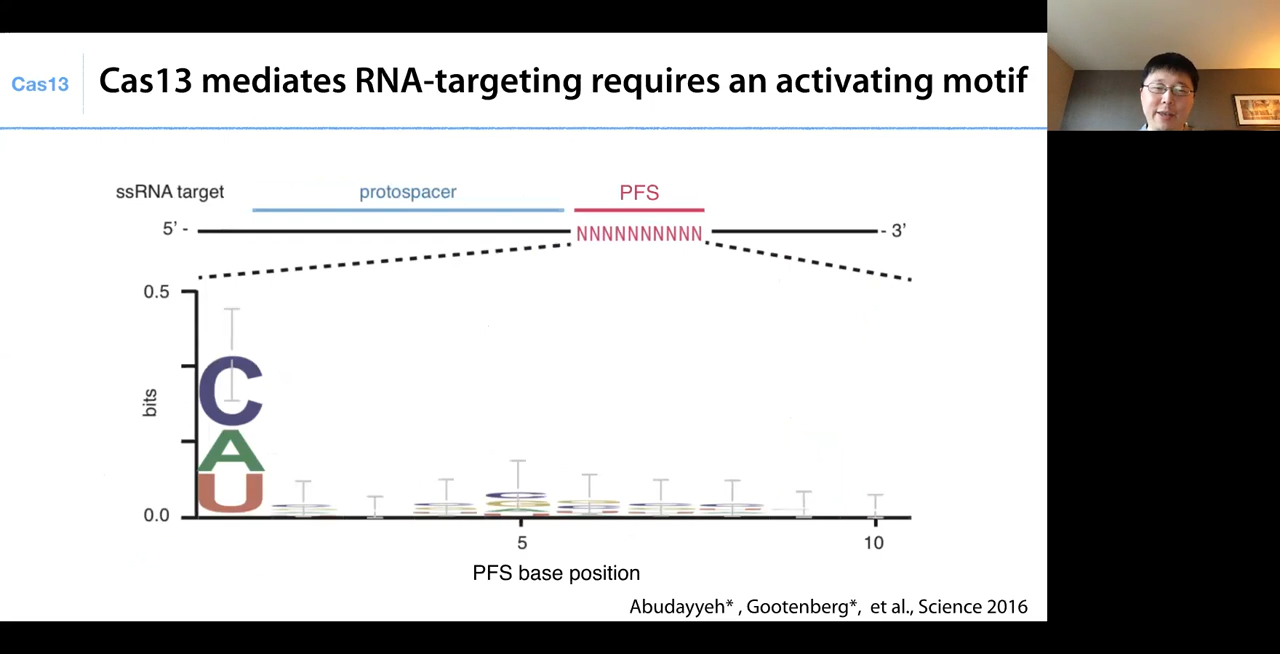 Cas13
Cas13 mediates RNA-targeting requires an activating motif
ssRNA target
protospacer
PFS
5' -
NNNNNNNNNN
- 3'
0.5
bits
0.0
C
A
U
5
10
PFS base position
Abudayyeh* , Gootenberg*, et al., Science 2016